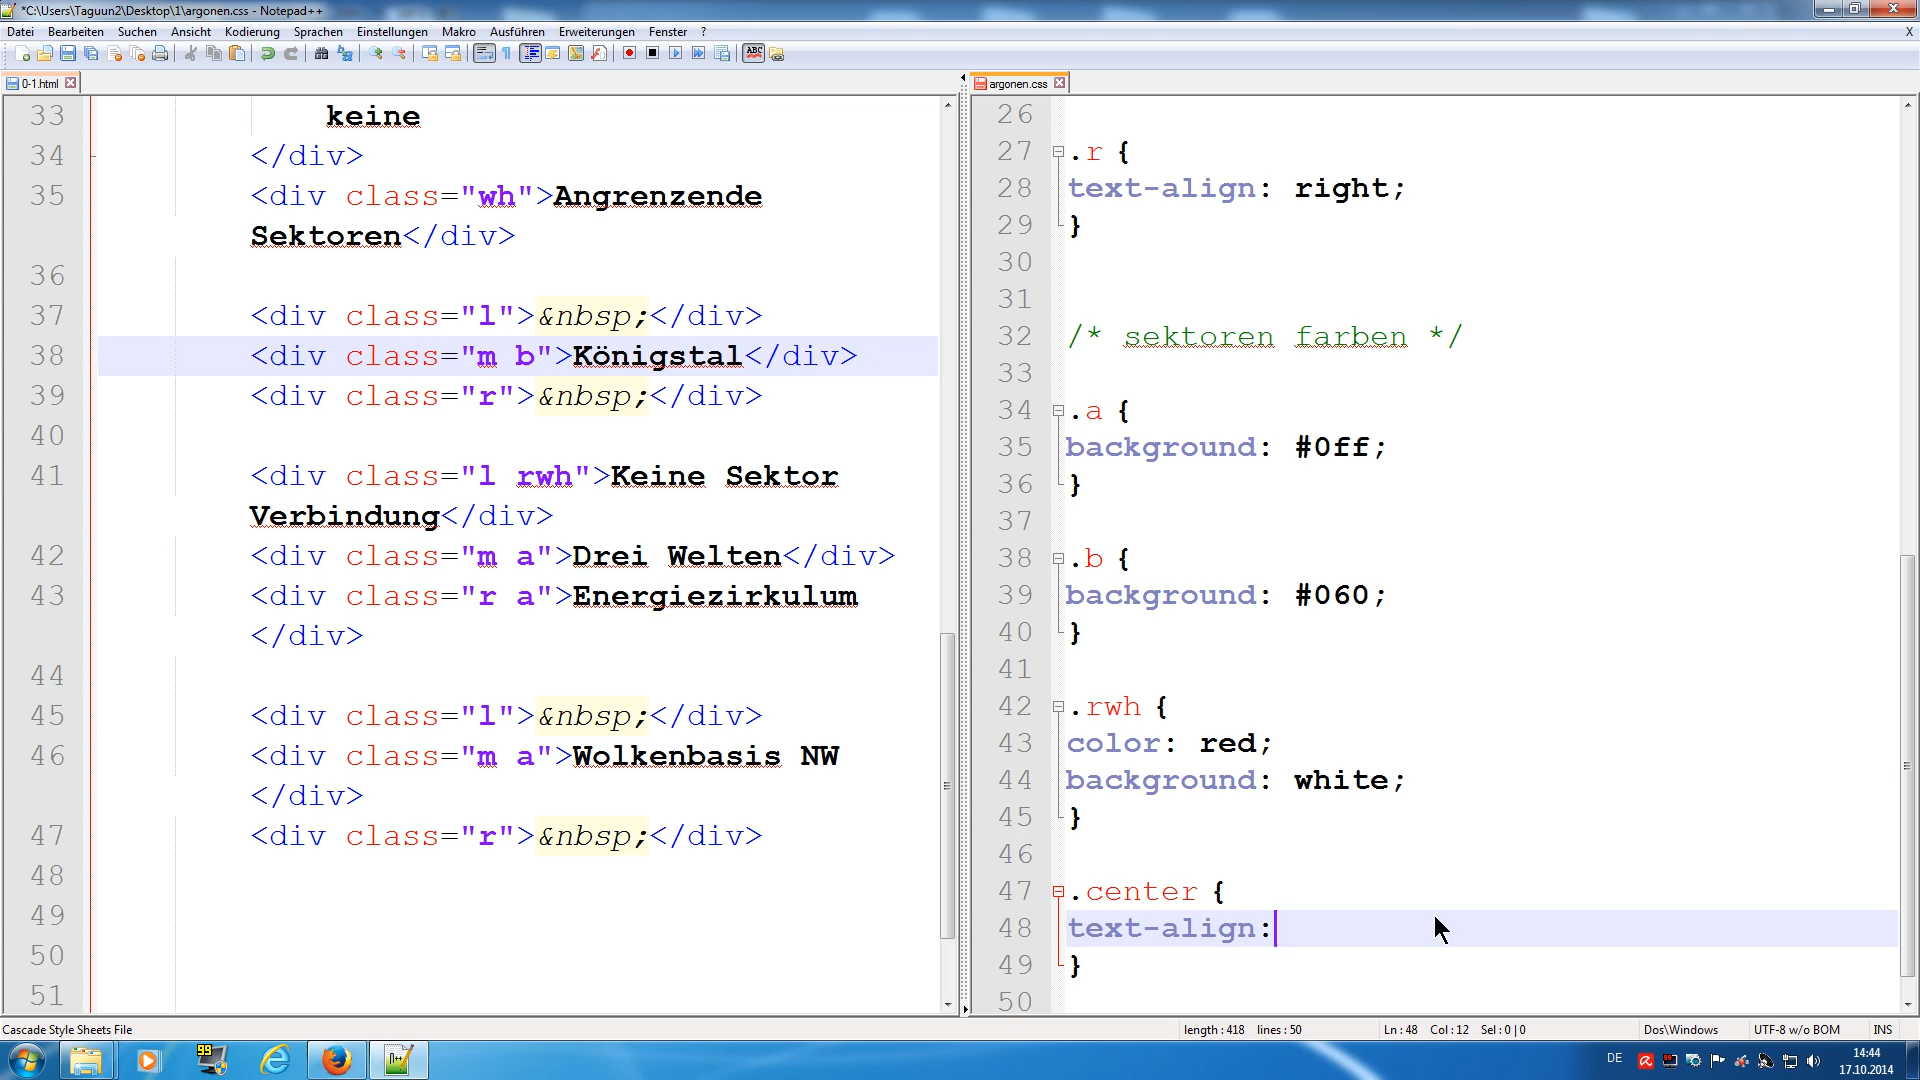 *C:\Users\Taguun2\Desktop\1\argonen.css - Notepad++
Datei Bearbeiten Suchen Ansicht Kodierung Sprachen Einstellungen Makro Ausführen Erweiterungen Fenster ? X
0-1.html
argonen.css
33 keine
34 </div>
35 <div class="wh">Angrenzende
Sektoren</div>
36
37 <div class="l">&nbsp;</div>
38 <div class="m b">Königstal</div>
39 <div class="r">&nbsp;</div>
40
41 <div class="l rwh">Keine Sektor
Verbindung</div>
42 <div class="m a">Drei Welten</div>
43 <div class="r a">Energiezirkulum
</div>
44
45 <div class="l">&nbsp;</div>
46 <div class="m a">Wolkenbasis NW
</div>
47 <div class="r">&nbsp;</div>
48
49
50
51
26
27 .r {
28 text-align: right;
29 }
30
31
32 /* sektoren farben */
33
34 .a {
35 background: #0ff;
36 }
37
38 .b {
39 background: #060;
40 }
41
42 .rwh {
43 color: red;
44 background: white;
45 }
46
47 .center {
48 text-align:
49 }
50
Cascade Style Sheets File length : 418 lines : 50 Ln : 48 Col : 12 Sel : 0 | 0 Dos\Windows UTF-8 w/o BOM INS
99
DE
14:44
17.10.2014